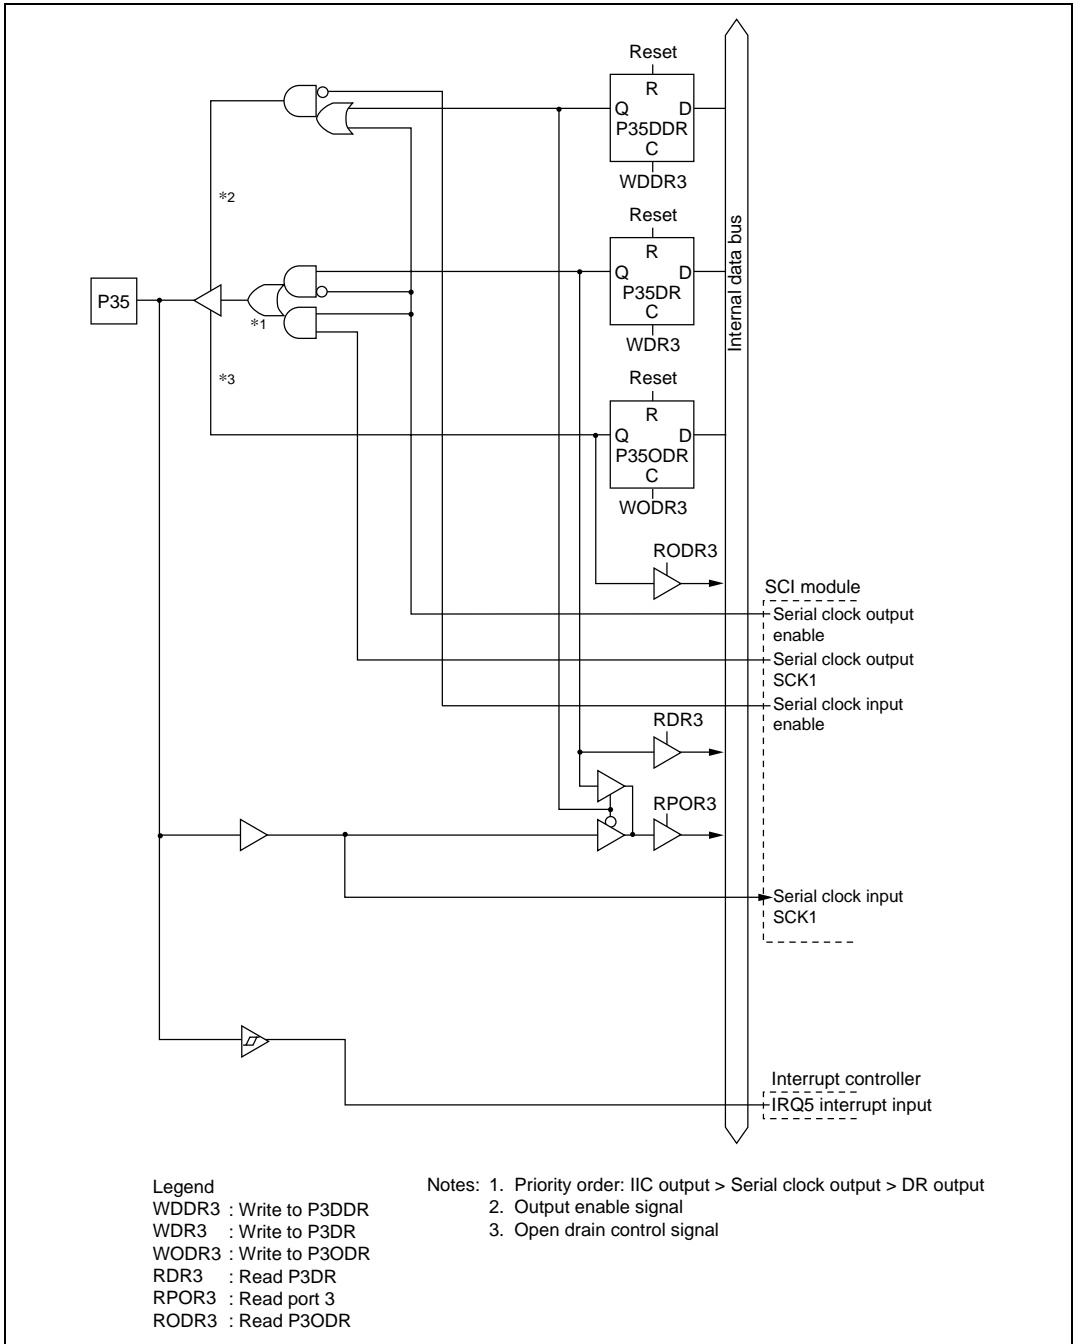 Reset
R
Q D
P35DDR
C
WDDR3
*2
Reset
R
Q D
P35DR
C
WDR3
Internal data bus
P35
*1
*3
Reset
R
Q D
P35ODR
C
WODR3
RODR3
SCI module
Serial clock output
enable
Serial clock output
SCK1
Serial clock input
enable
RDR3
RPOR3
Serial clock input
SCK1
Interrupt controller
IRQ5 interrupt input
Legend
WDDR3 : Write to P3DDR
WDR3 : Write to P3DR
WODR3 : Write to P3ODR
RDR3 : Read P3DR
RPOR3 : Read port 3
RODR3 : Read P3ODR
Notes: 1. Priority order: IIC output > Serial clock output > DR output
2. Output enable signal
3. Open drain control signal